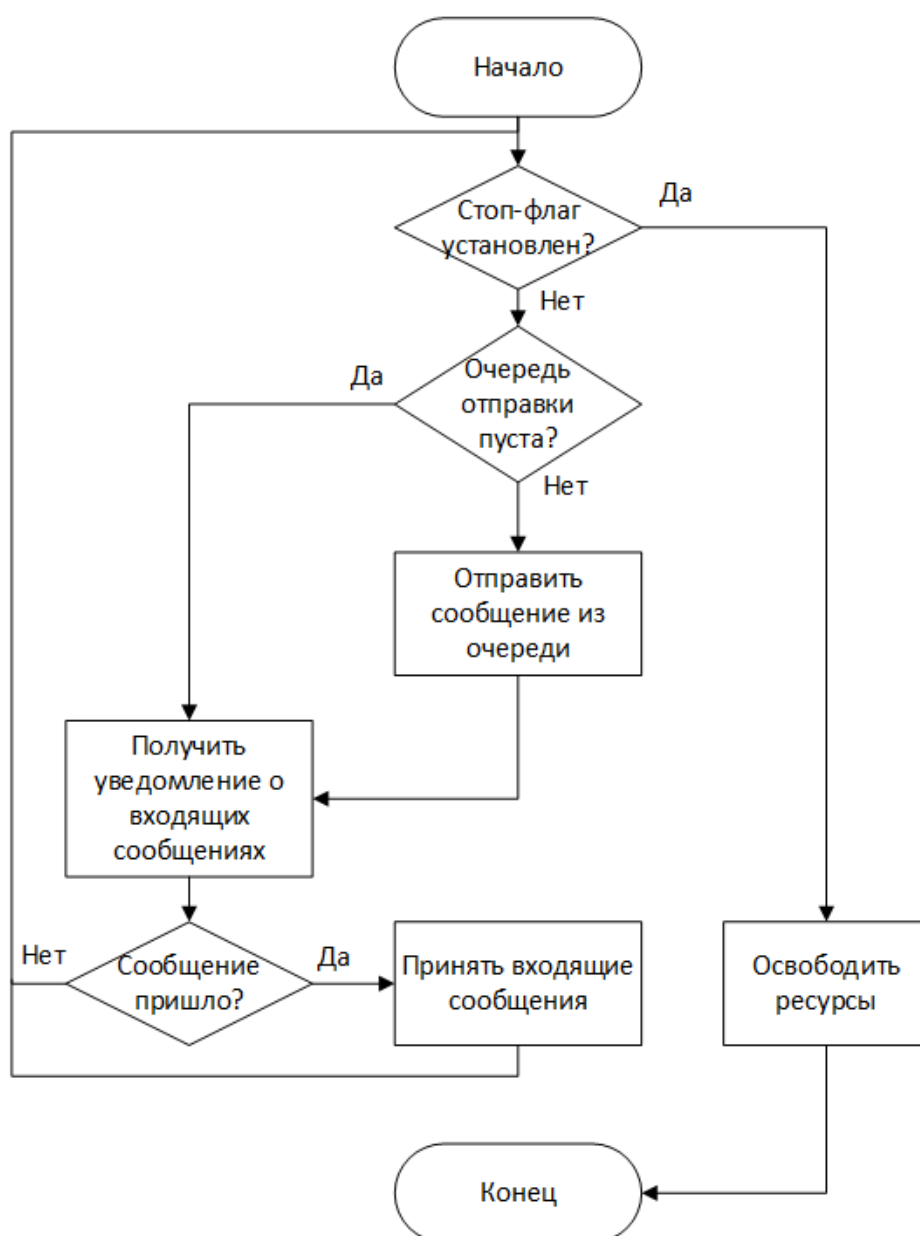 Начало
Стоп-флаг
установлен?
Да
Нет
Очередь
отправки
пуста?
Да
Нет
Отправить
сообщение из
очереди
Получить
уведомление о
входящих
сообщениях
Сообщение
пришло?
Нет
Да
Принять входящие
сообщения
Освободить
ресурсы
Конец